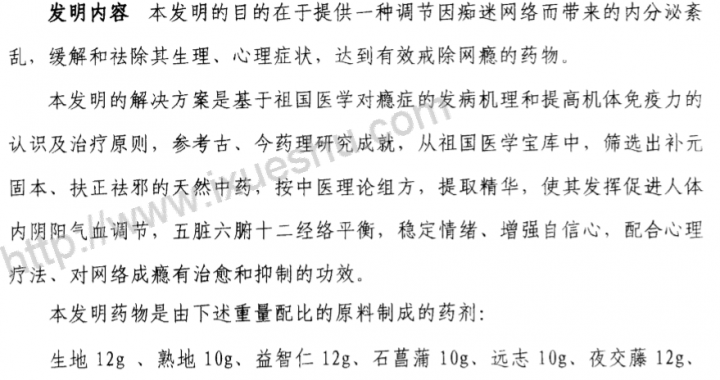 发明内容 本发明的目的在于提供一种调节因痴迷网络而带来的内分泌紊
乱，缓解和祛除其生理、心理症状，达到有效戒除网瘾的药物。
本发明的解决方案是基于祖国医学对瘾症的发病机理和提高机体免疫力的
认识及治疗原则，参考古、今药理研究成就，从祖国医学宝库中，筛选出补元
固本、扶正祛邪的天然中药，按中医理论组方，提取精华，使其发挥促进人体
内阴阳气血调节，五脏六腑十二经络平衡，稳定情绪、增强自信心，配合心理
疗法、对网络成瘾有治愈和抑制的功效。
本发明药物是由下述重量配比的原料制成的药剂：
生地 12g 、熟地 10g、益智仁 12g、石菖蒲 10g、远志 10g、夜交藤 12g、
http://www.ixueshu.com